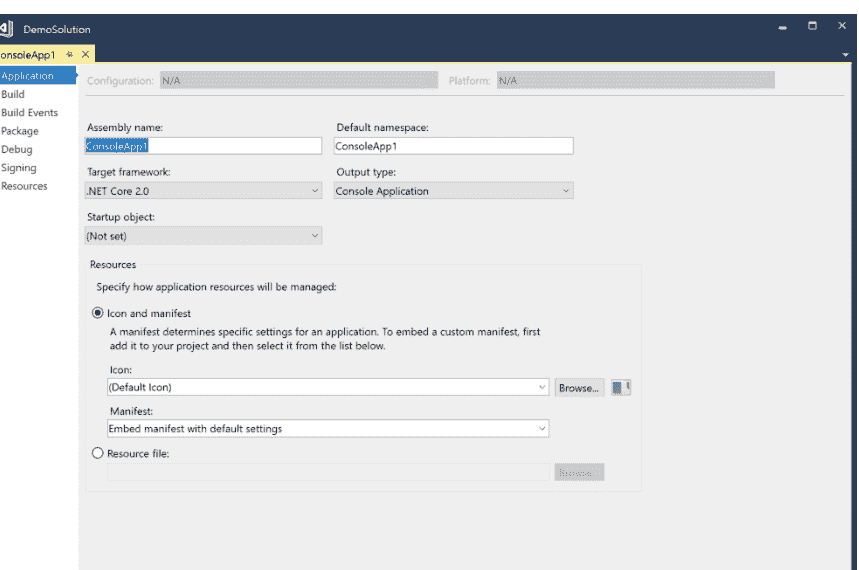 DemoSolution
onsoleApp1
Application
Build
Build Events
Package
Debug
Signing
Resources
Configuration: N/A Platform: N/A
Assembly name: Default namespace:
ConsoleApp1 ConsoleApp1
Target framework: Output type:
.NET Core 2.0 Console Application
Startup object:
(Not set)
Resources
Specify how application resources will be managed:
Icon and manifest
A manifest determines specific settings for an application. To embed a custom manifest, first
add it to your project and then select it from the list below.
Icon:
(Default Icon) Browse...
Manifest:
Embed manifest with default settings
Resource file:
Browse...